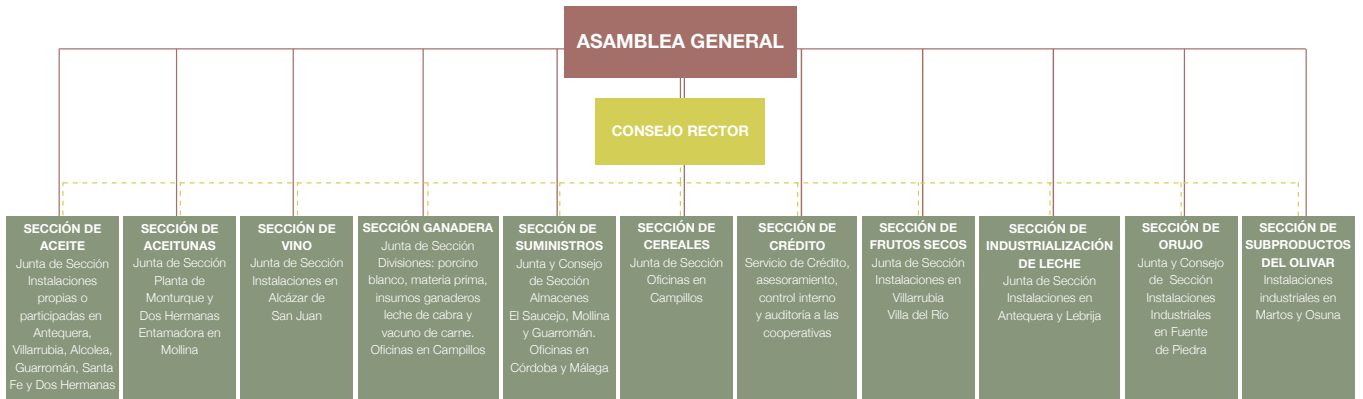 ASAMBLEA GENERAL
CONSEJO RECTOR
SECCIÓN DE
ACEITE
Junta de Sección
Instalaciones
propias o
participadas en
Antequera,
Villarrubia, Alcolea,
Guarromán, Santa
Fe y Dos Hermanas
SECCIÓN DE
ACEITUNAS
Junta de Sección
Planta de
Monturque y
Dos Hermanas
Entamadora en
Mollina
SECCIÓN DE
VINO
Junta de Sección
Instalaciones en
Alcázar de
San Juan
SECCIÓN GANADERA
Junta de Sección
Divisiones: porcino
blanco, materia prima,
insumos ganaderos
leche de cabra y
vacuno de carne.
Oficinas en Campillos
SECCIÓN DE
SUMINISTROS
Junta y Consejo
de Sección
Almacenes
El Saucejo, Mollina
y Guarromán.
Oficinas en
Córdoba y Málaga
SECCIÓN DE
CEREALES
Junta de Sección
Oficinas en
Campillos
SECCIÓN DE
CRÉDITO
Servicio de Crédito,
asesoramiento,
control interno
y auditoría a las
cooperativas
SECCIÓN DE
FRUTOS SECOS
Junta de Sección
Instalaciones en
Villarrubia
Villa del Río
SECCIÓN DE
INDUSTRIALIZACIÓN
DE LECHE
Junta de Sección
Instalaciones en
Antequera y Lebrija
SECCIÓN DE
ORUJO
Junta y Consejo
de Sección
Instalaciones
Industriales
en Fuente
de Piedra
SECCIÓN DE
SUBPRODUCTOS
DEL OLIVAR
Instalaciones
industriales en
Martos y Osuna